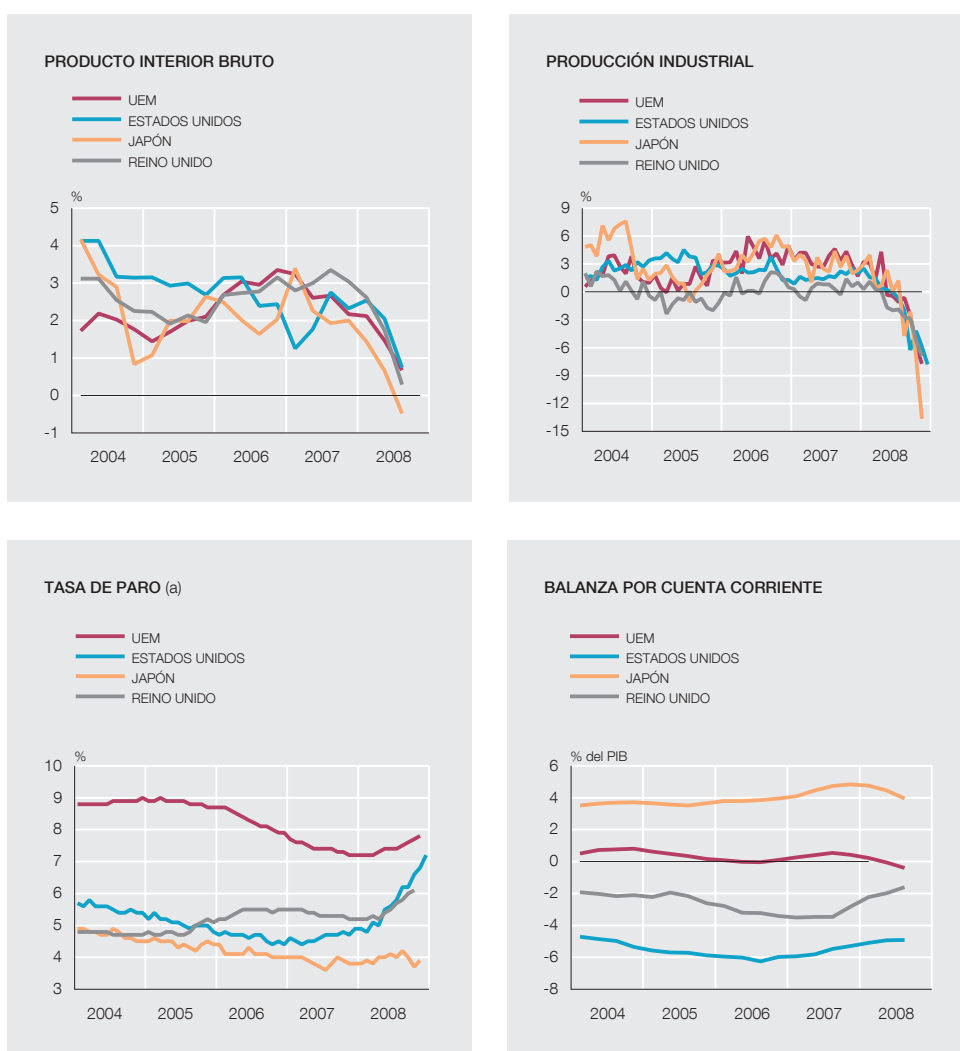 PRODUCTO INTERIOR BRUTO
UEM
ESTADOS UNIDOS
JAPÓN
REINO UNIDO
%
5
4
3
2
1
0
-1
2004 2005 2006 2007 2008
PRODUCCIÓN INDUSTRIAL
UEM
ESTADOS UNIDOS
JAPÓN
REINO UNIDO
%
9
6
3
0
-3
-6
-9
-12
-15
2004 2005 2006 2007 2008
TASA DE PARO (a)
UEM
ESTADOS UNIDOS
JAPÓN
REINO UNIDO
%
10
9
8
7
6
5
4
3
2004 2005 2006 2007 2008
BALANZA POR CUENTA CORRIENTE
UEM
ESTADOS UNIDOS
JAPÓN
REINO UNIDO
% del PIB
6
4
2
0
-2
-4
-6
-8
2004 2005 2006 2007 2008